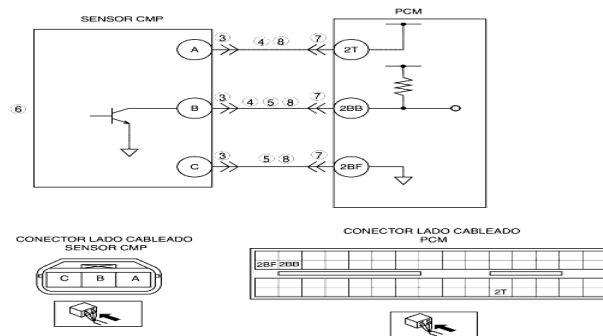 SENSOR CMP
PCM
A 3 4 8 7 2T
6
B 3 4 5 8 7 2BB
C 3 5 8 7 2BF
CONECTOR LADO CABLEADO
SENSOR CMP
C B A
CONECTOR LADO CABLEADO
PCM
2BF 2BB
2T